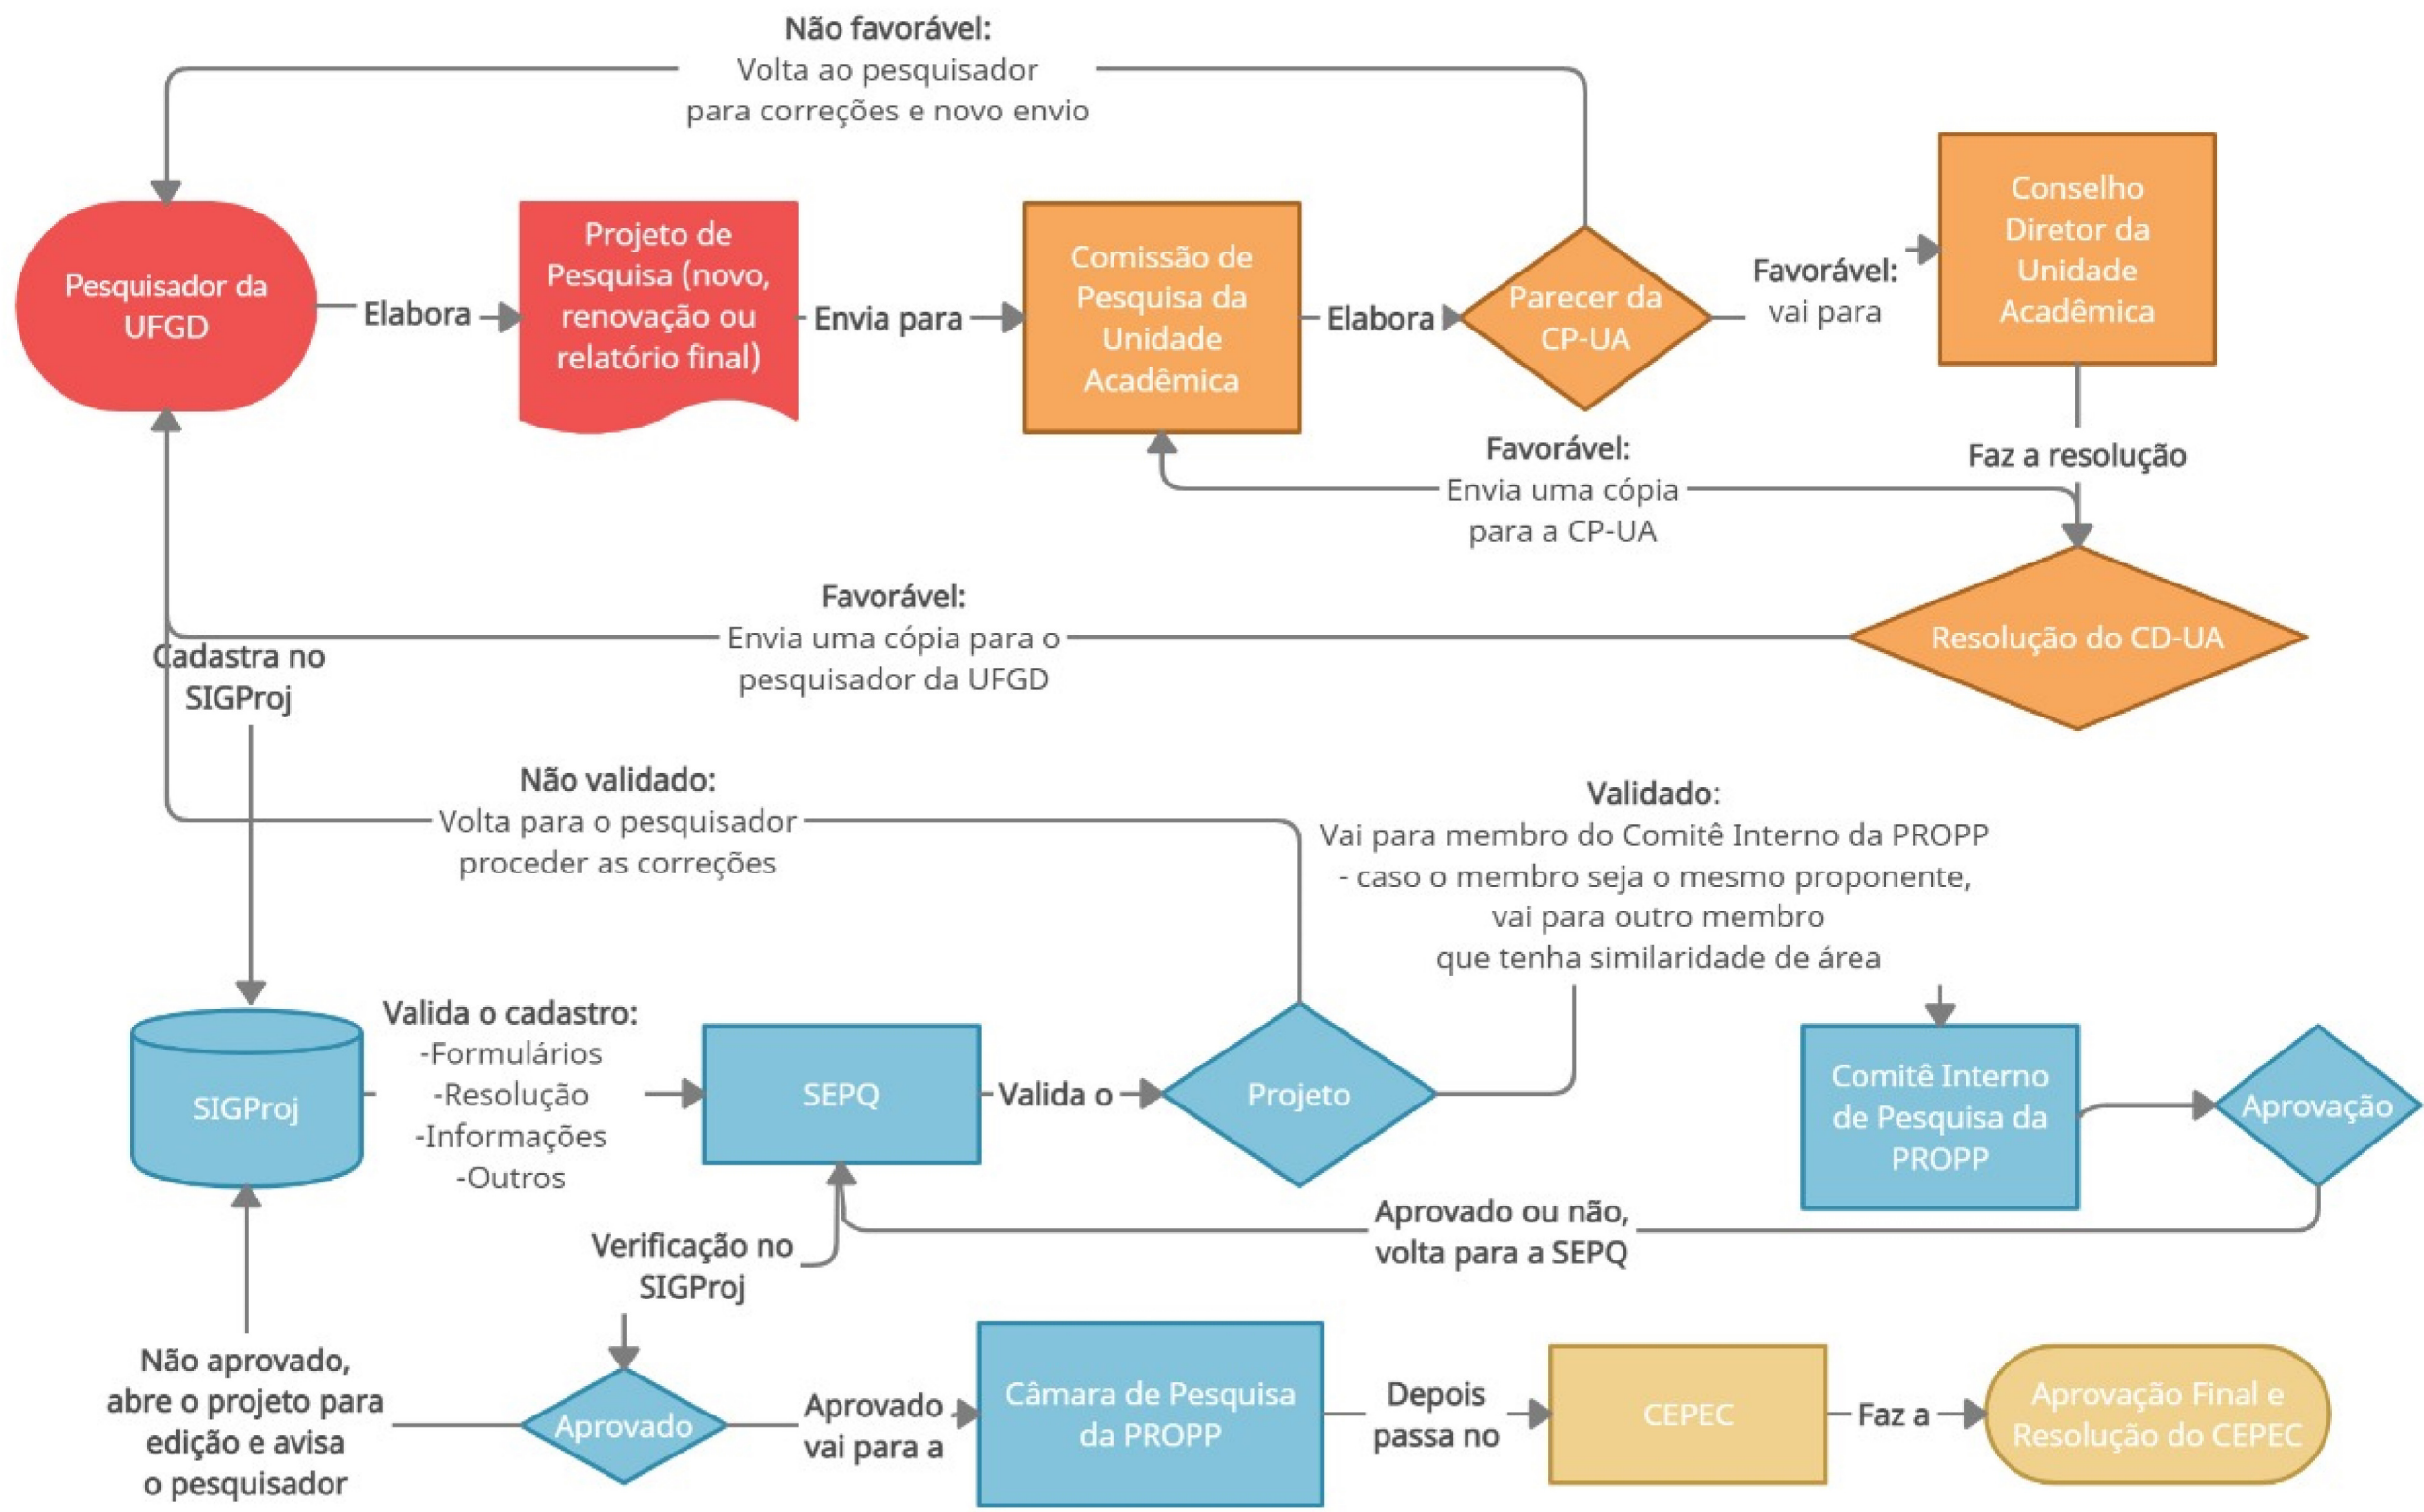 Não favorável:
Volta ao pesquisador
para correções e novo envio
Pesquisador da
UFGD
Elabora
Projeto de
Pesquisa (novo,
renovação ou
relatório final)
Envia para
Comissão de
Pesquisa da
Unidade
Acadêmica
Elabora
Parecer da
CP-UA
Favorável:
vai para
Conselho
Diretor da
Unidade
Acadêmica
Faz a resolução
Favorável:
Envia uma cópia
para a CP-UA
Resolução do CD-UA
Favorável:
Envia uma cópia para o
pesquisador da UFGD
Cadastra no
SIGProj
Não validado:
Volta para o pesquisador
proceder as correções
Validado:
Vai para membro do Comitê Interno da PROPP
- caso o membro seja o mesmo proponente,
vai para outro membro
que tenha similaridade de área
SIGProj
Valida o cadastro:
-Formulários
-Resolução
-Informações
-Outros
SEPQ
Valida o
Projeto
Comitê Interno
de Pesquisa da
PROPP
Aprovação
Aprovado ou não,
volta para a SEPQ
Verificação no
SIGProj
Não aprovado,
abre o projeto para
edição e avisa
o pesquisador
Aprovado
Aprovado
vai para a
Câmara de Pesquisa
da PROPP
Depois
passa no
CEPEC
Faz a
Aprovação Final e
Resolução do CEPEC